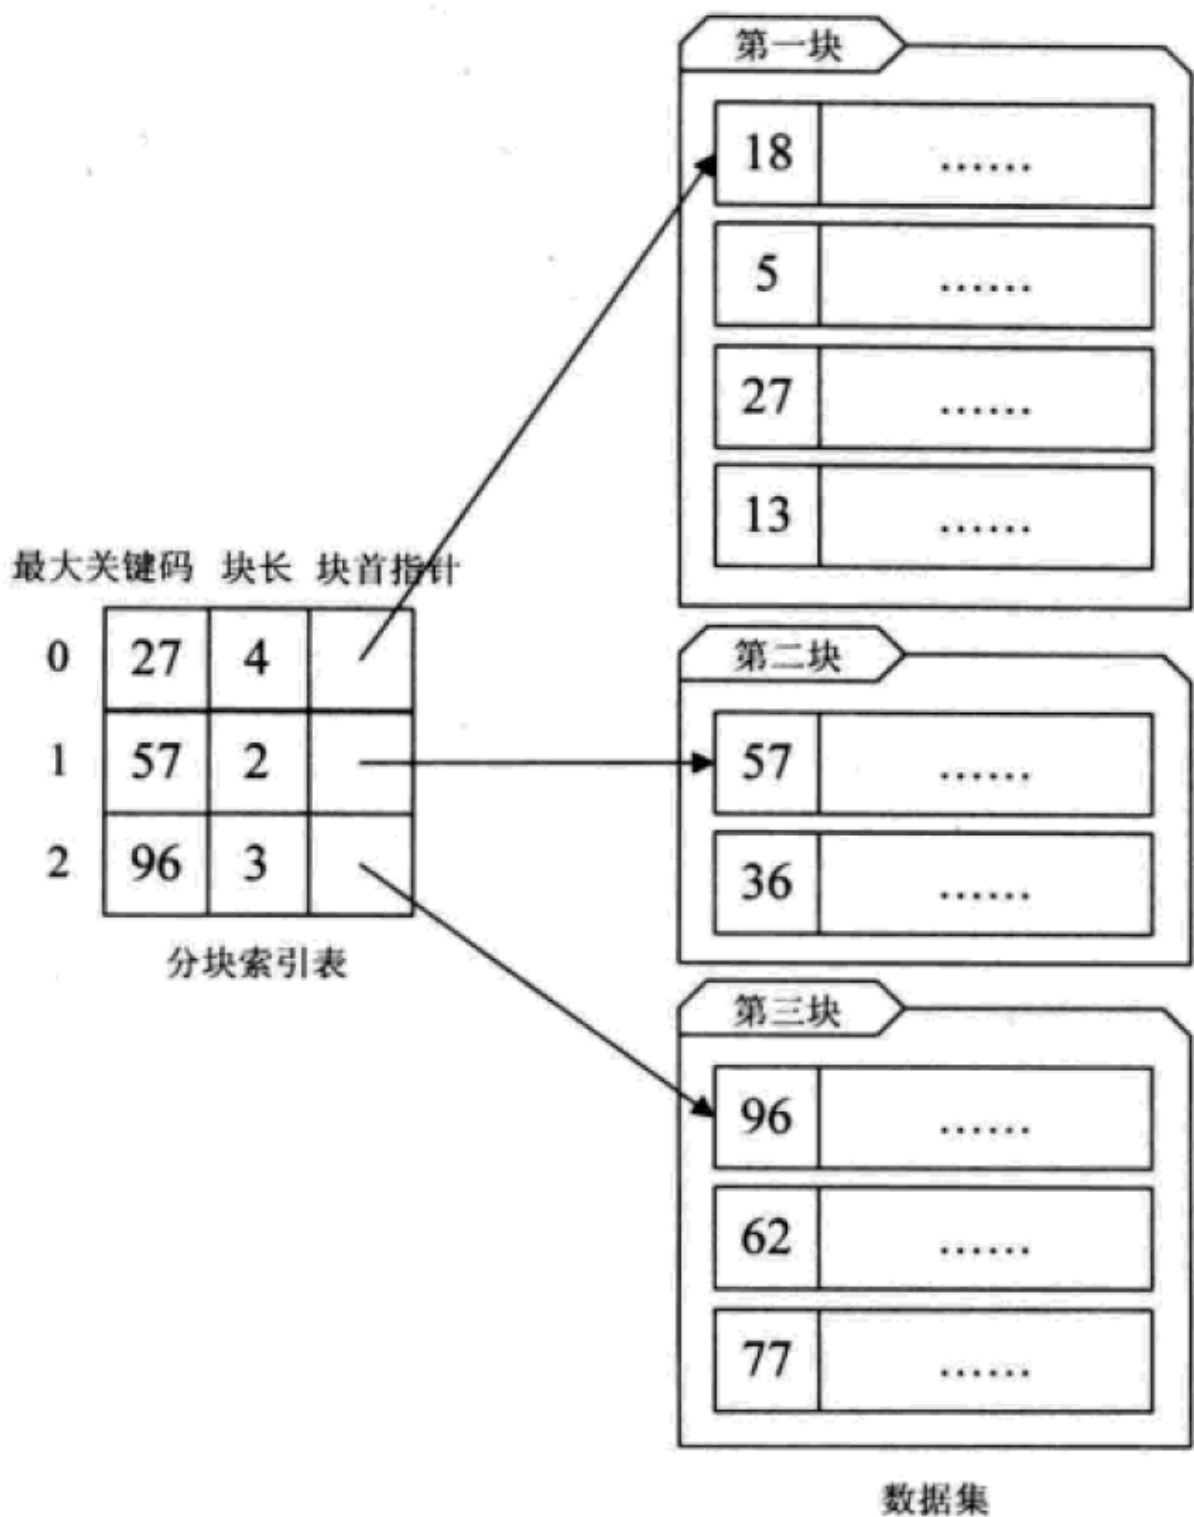 第一块
18 ......
5 ......
27 ......
13 ......
最大关键码 块长 块首指针
0 27 4
1 57 2
2 96 3
分块索引表
第二块
57 ......
36 ......
第三块
96 ......
62 ......
77 ......
数据集